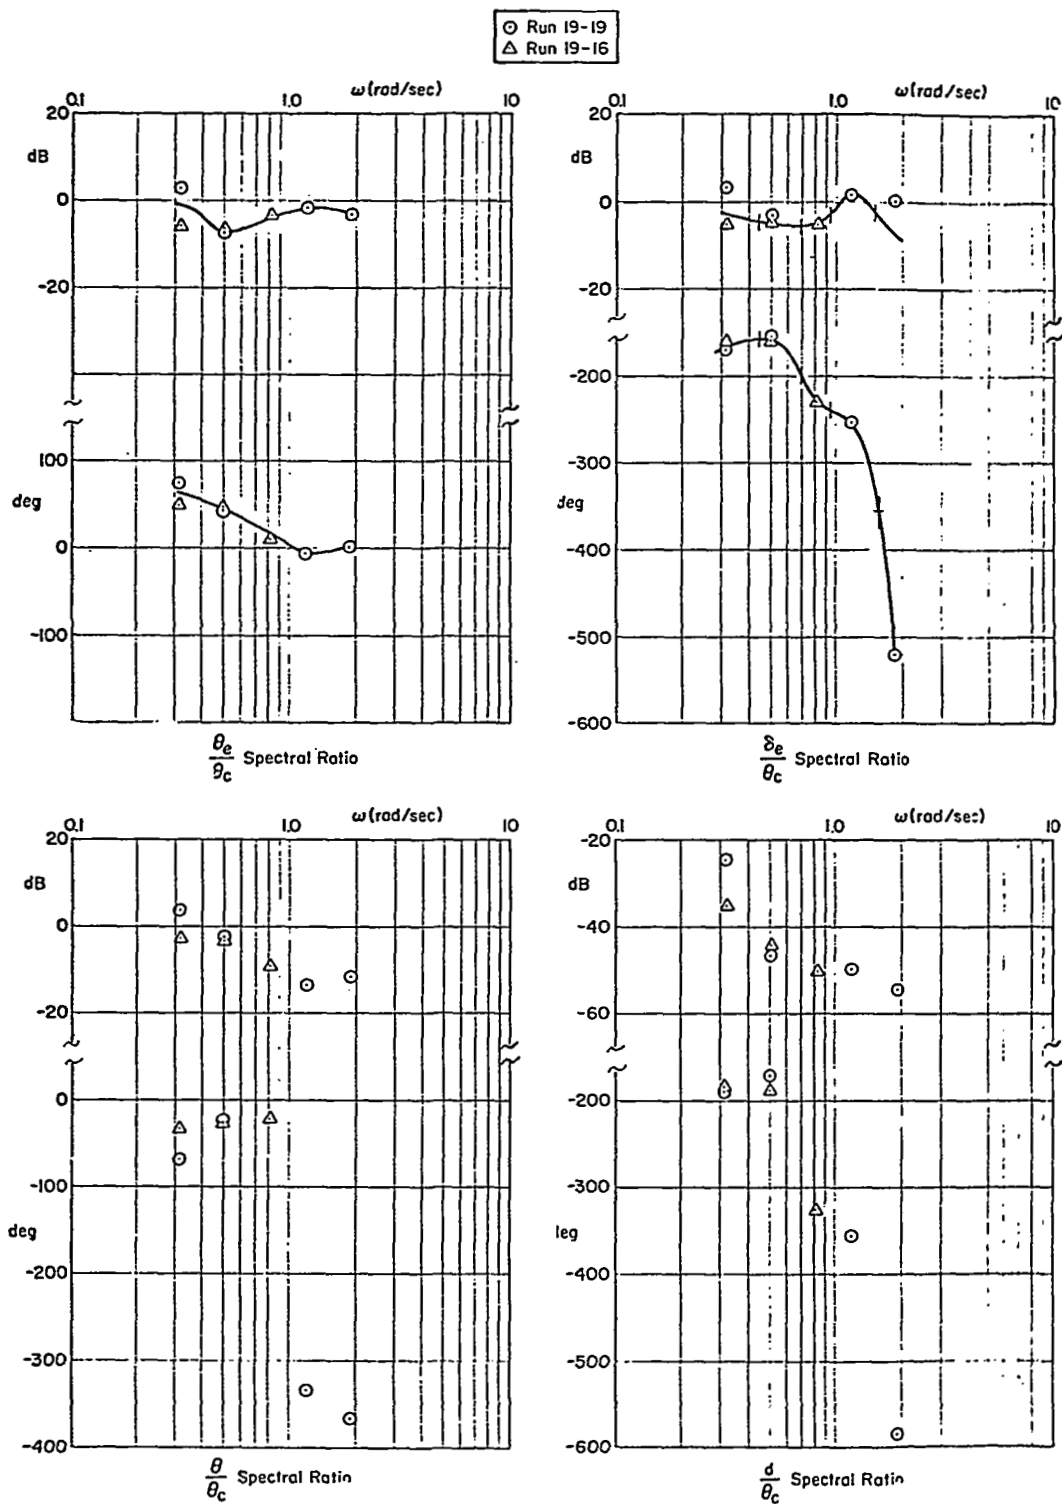 ⊙ Run 19-19
△ Run 19-16
0.1 1.0 ω(rad/sec) 10
20
dB
0
-20
100
deg
0
-100
θe/θc Spectral Ratio
0.1 1.0 ω(rad/sec) 10
20
dB
0
-20
-200
-300
deg
-400
-500
-600
δe/θc Spectral Ratio
0.1 1.0 ω(rad/sec) 10
20
dB
0
-20
0
-100
deg
-200
-300
-400
θ/θc Spectral Ratio
0.1 1.0 ω(rad/sec) 10
-20
dB
-40
-60
-200
-300
eg
-400
-500
-600
d/θc Spectral Ratio